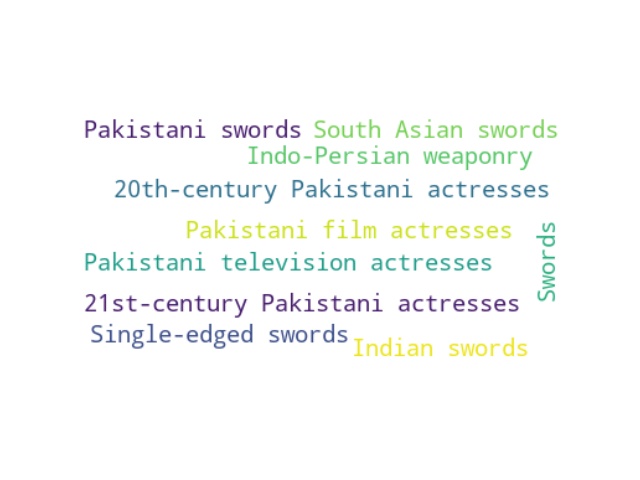 Pakistani swords
South Asian swords
Indo-Persian weaponry
20th-century Pakistani actresses
Pakistani film actresses
Swords
Pakistani television actresses
21st-century Pakistani actresses
Single-edged swords
Indian swords